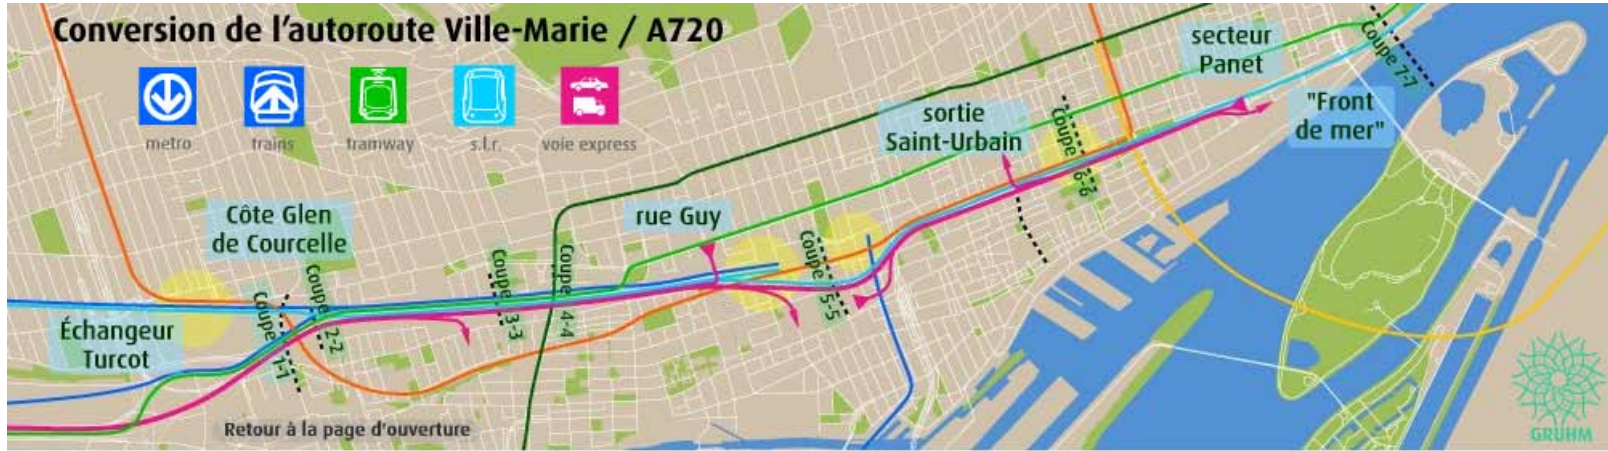 Conversion de l'autoroute Ville-Marie / A720
metro
trains
tramway
s.l.r.
voie express
Côte Glen
de Courcelle
Échangeur
Turcot
Coupe 1-1
Coupe 2-2
Coupe 3-3
Coupe 4-4
rue Guy
Coupe 5-5
sortie
Saint-Urbain
Coupe 6-6
secteur
Panet
Coupe 7-7
"Front
de mer"
Retour à la page d'ouverture
GRUHM